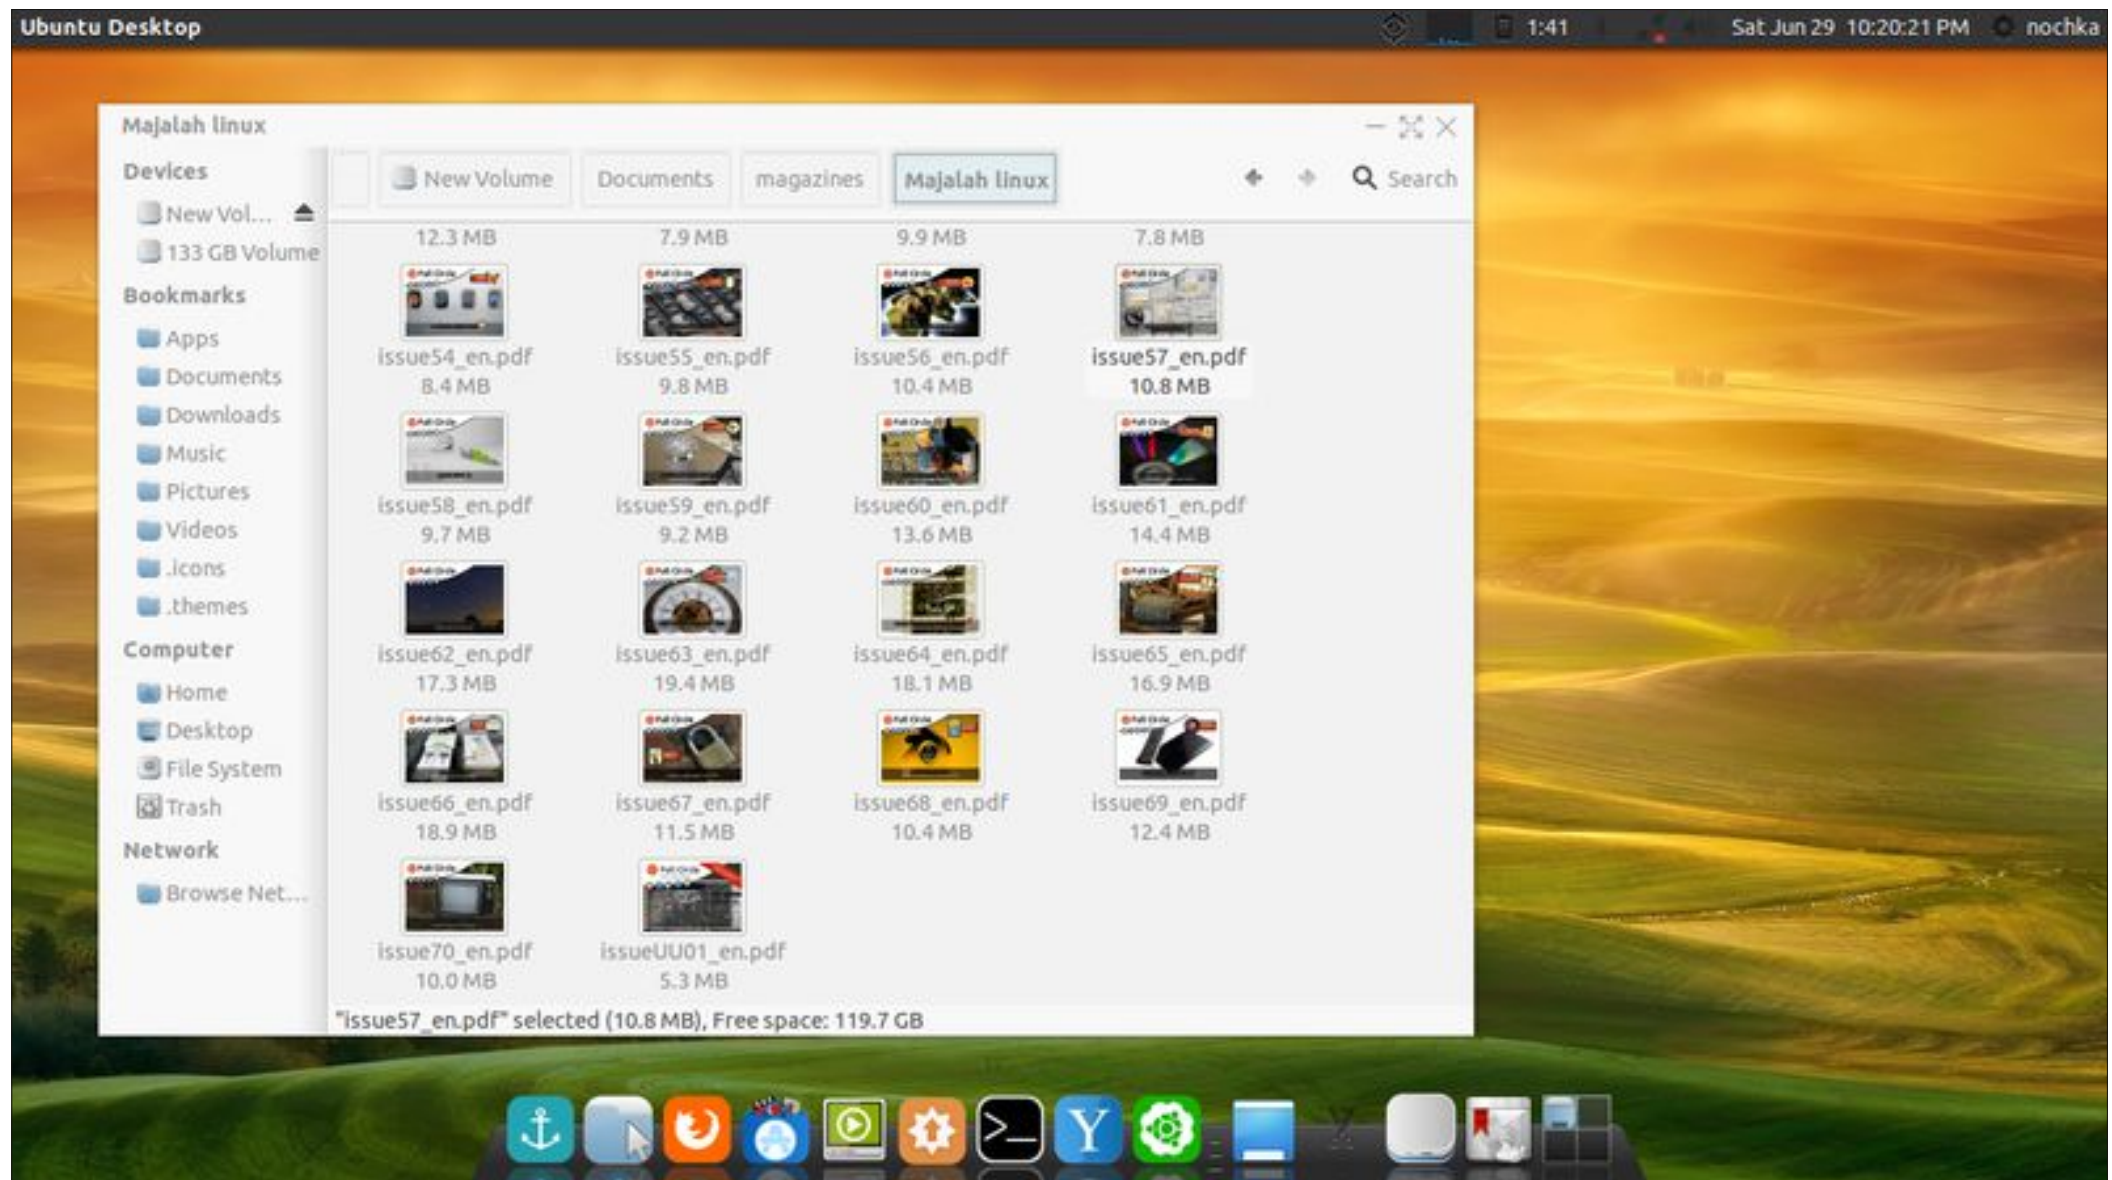 Ubuntu Desktop
1:41
Sat Jun 29 10:20:21 PM
nochka
Majalah linux
Devices
New Vol...
133 GB Volume
Bookmarks
Apps
Documents
Downloads
Music
Pictures
Videos
.icons
.themes
Computer
Home
Desktop
File System
Trash
Network
Browse Net...
New Volume Documents magazines Majalah linux Search
12.3 MB 7.9 MB 9.9 MB 7.8 MB
issue54_en.pdf issue55_en.pdf issue56_en.pdf issue57_en.pdf
8.4 MB 9.8 MB 10.4 MB 10.8 MB
issue58_en.pdf issue59_en.pdf issue60_en.pdf issue61_en.pdf
9.7 MB 9.2 MB 13.6 MB 14.4 MB
issue62_en.pdf issue63_en.pdf issue64_en.pdf issue65_en.pdf
17.3 MB 19.4 MB 18.1 MB 16.9 MB
issue66_en.pdf issue67_en.pdf issue68_en.pdf issue69_en.pdf
18.9 MB 11.5 MB 10.4 MB 12.4 MB
issue70_en.pdf issueUU01_en.pdf
10.0 MB 5.3 MB
"issue57_en.pdf" selected (10.8 MB), Free space: 119.7 GB
>_
Y